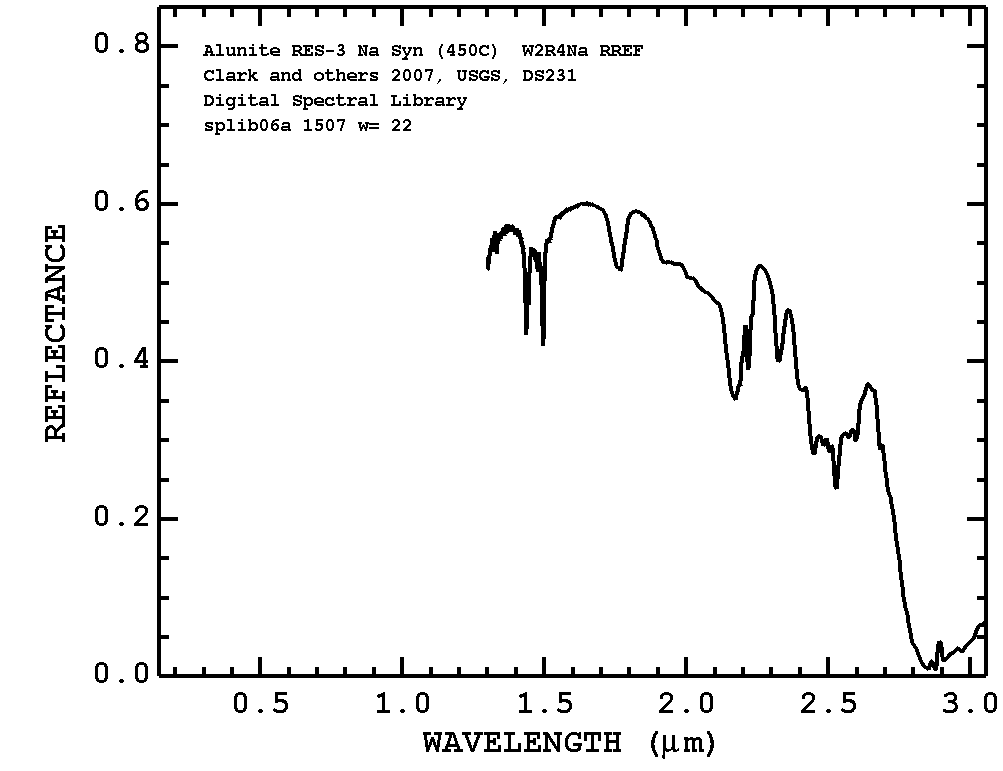 0.8
Alunite RES-3 Na Syn (450C)  W2R4Na RREF
Clark and others 2007, USGS, DS231
Digital Spectral Library
splib06a 1507 w= 22
0.6
REFLECTANCE
0.4
0.2
0.0
0.5 1.0 1.5 2.0 2.5 3.0
WAVELENGTH (μm)